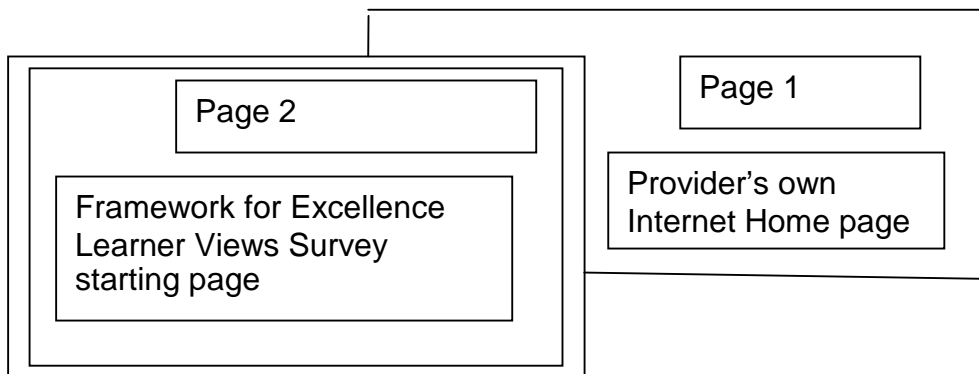 Page 2
Framework for Excellence
Learner Views Survey
starting page
Page 1
Provider’s own
Internet Home page